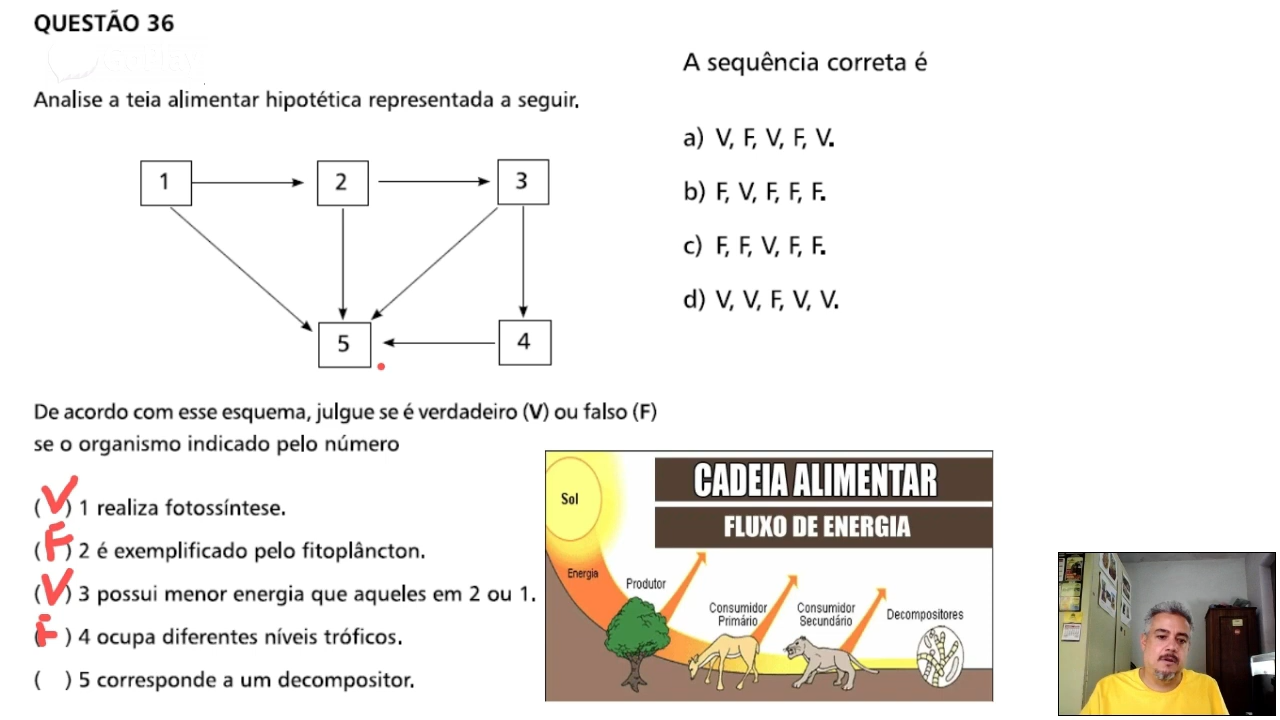 QUESTÃO 36
Analise a teia alimentar hipotética representada a seguir.
1
2
3
5
4
De acordo com esse esquema, julgue se é verdadeiro (V) ou falso (F)
se o organismo indicado pelo número
(V) 1 realiza fotossíntese.
(F) 2 é exemplificado pelo fitoplâncton.
(V) 3 possui menor energia que aqueles em 2 ou 1.
( ) 4 ocupa diferentes níveis tróficos.
( ) 5 corresponde a um decompositor.
A sequência correta é
a) V, F, V, F, V.
b) F, V, F, F, F.
c) F, F, V, F, F.
d) V, V, F, V, V.
CADEIA ALIMENTAR
FLUXO DE ENERGIA
Sol
Energia
Produtor
Consumidor
Primário
Consumidor
Secundário
Decompositores